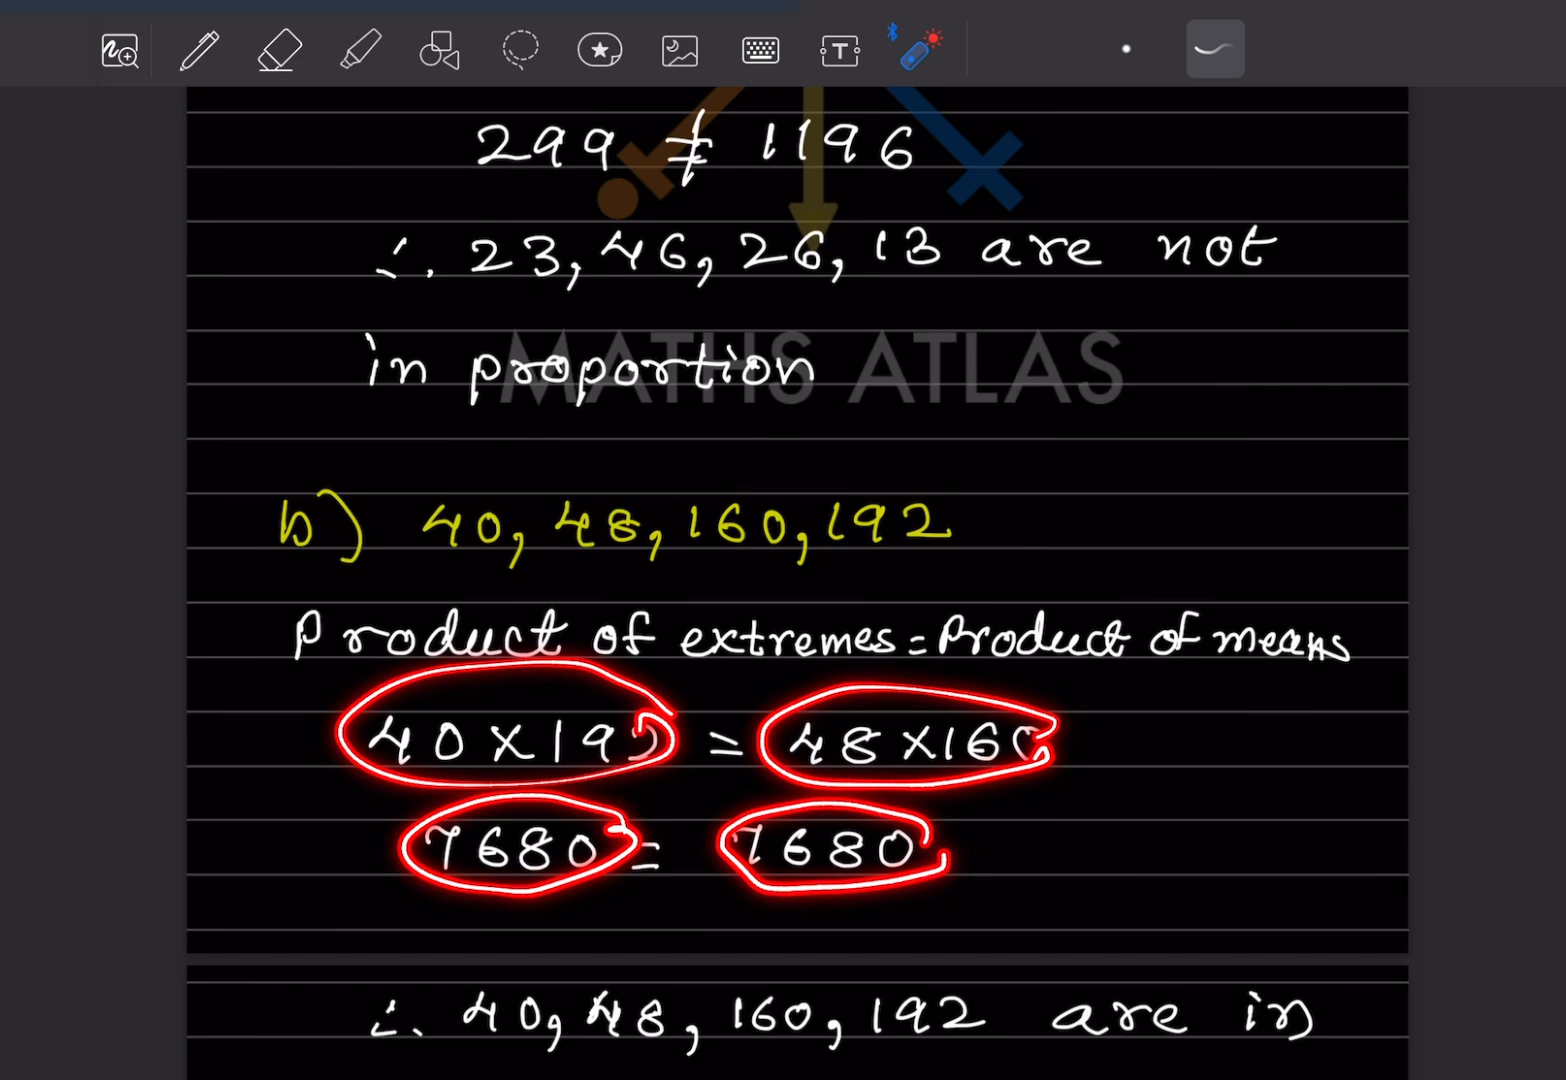 299 ≠ 1196
∴ 23, 46, 26, 13 are not
in proportion
MATHS ATLAS
b) 40, 48, 160, 192
Product of extremes = Product of means
40 × 192 = 48 × 160
7680 = 7680
∴ 40, 48, 160, 192 are in